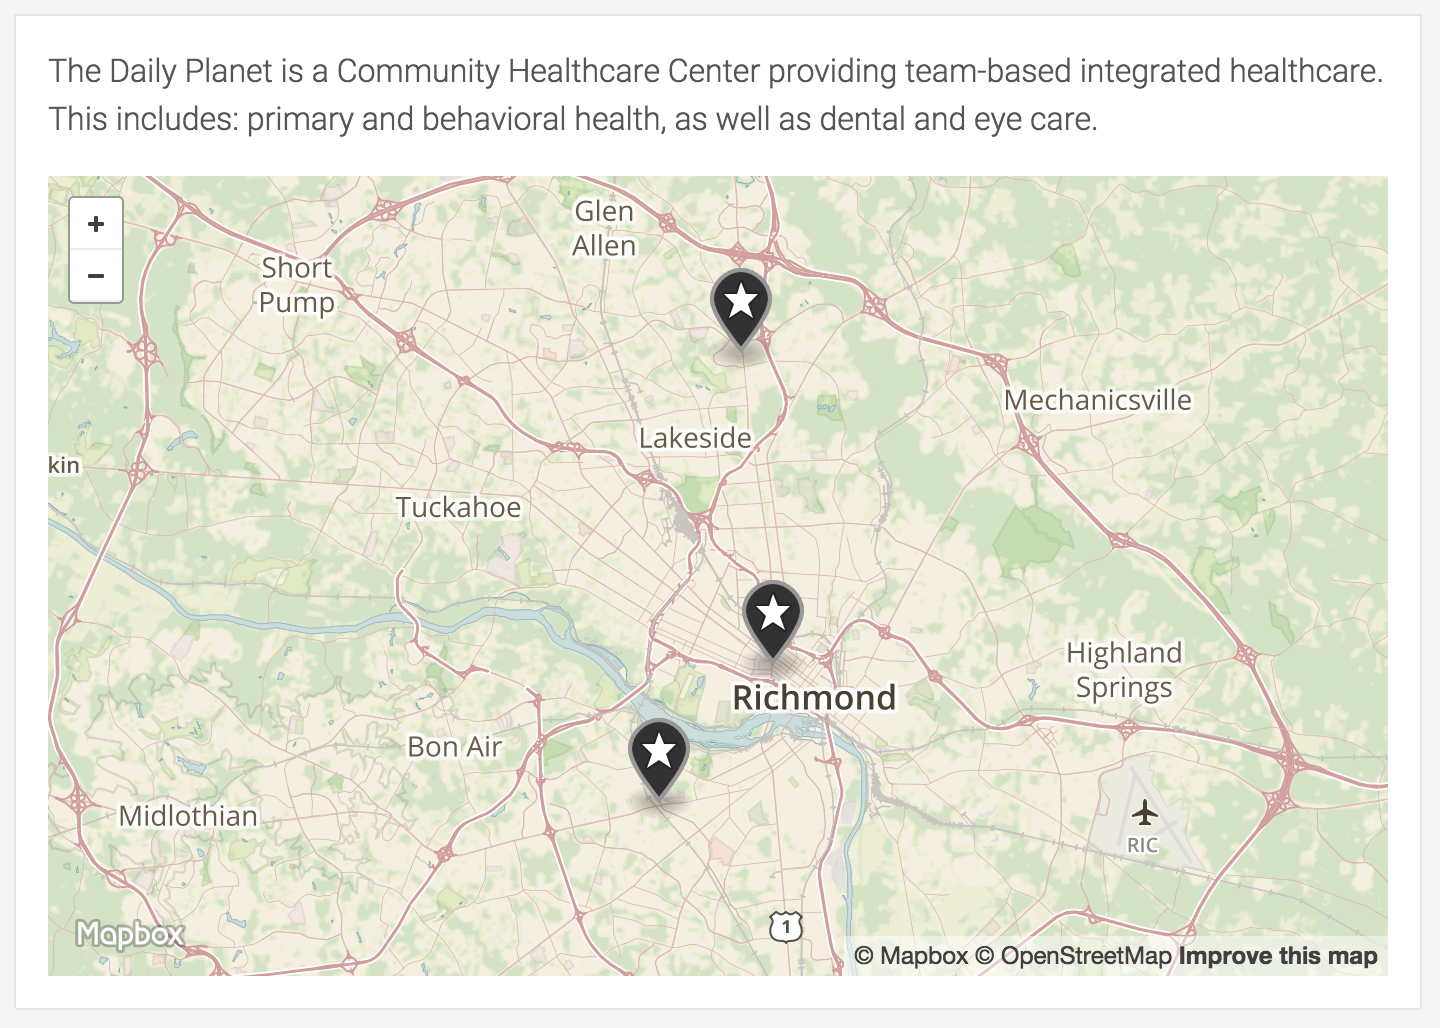 The Daily Planet is a Community Healthcare Center providing team-based integrated healthcare.
This includes: primary and behavioral health, as well as dental and eye care.
+
−
Glen
Allen
Short
Pump
Mechanicsville
Lakeside
kin
Tuckahoe
Highland
Springs
Richmond
Bon Air
Midlothian
RIC
1
Mapbox
© Mapbox © OpenStreetMap Improve this map